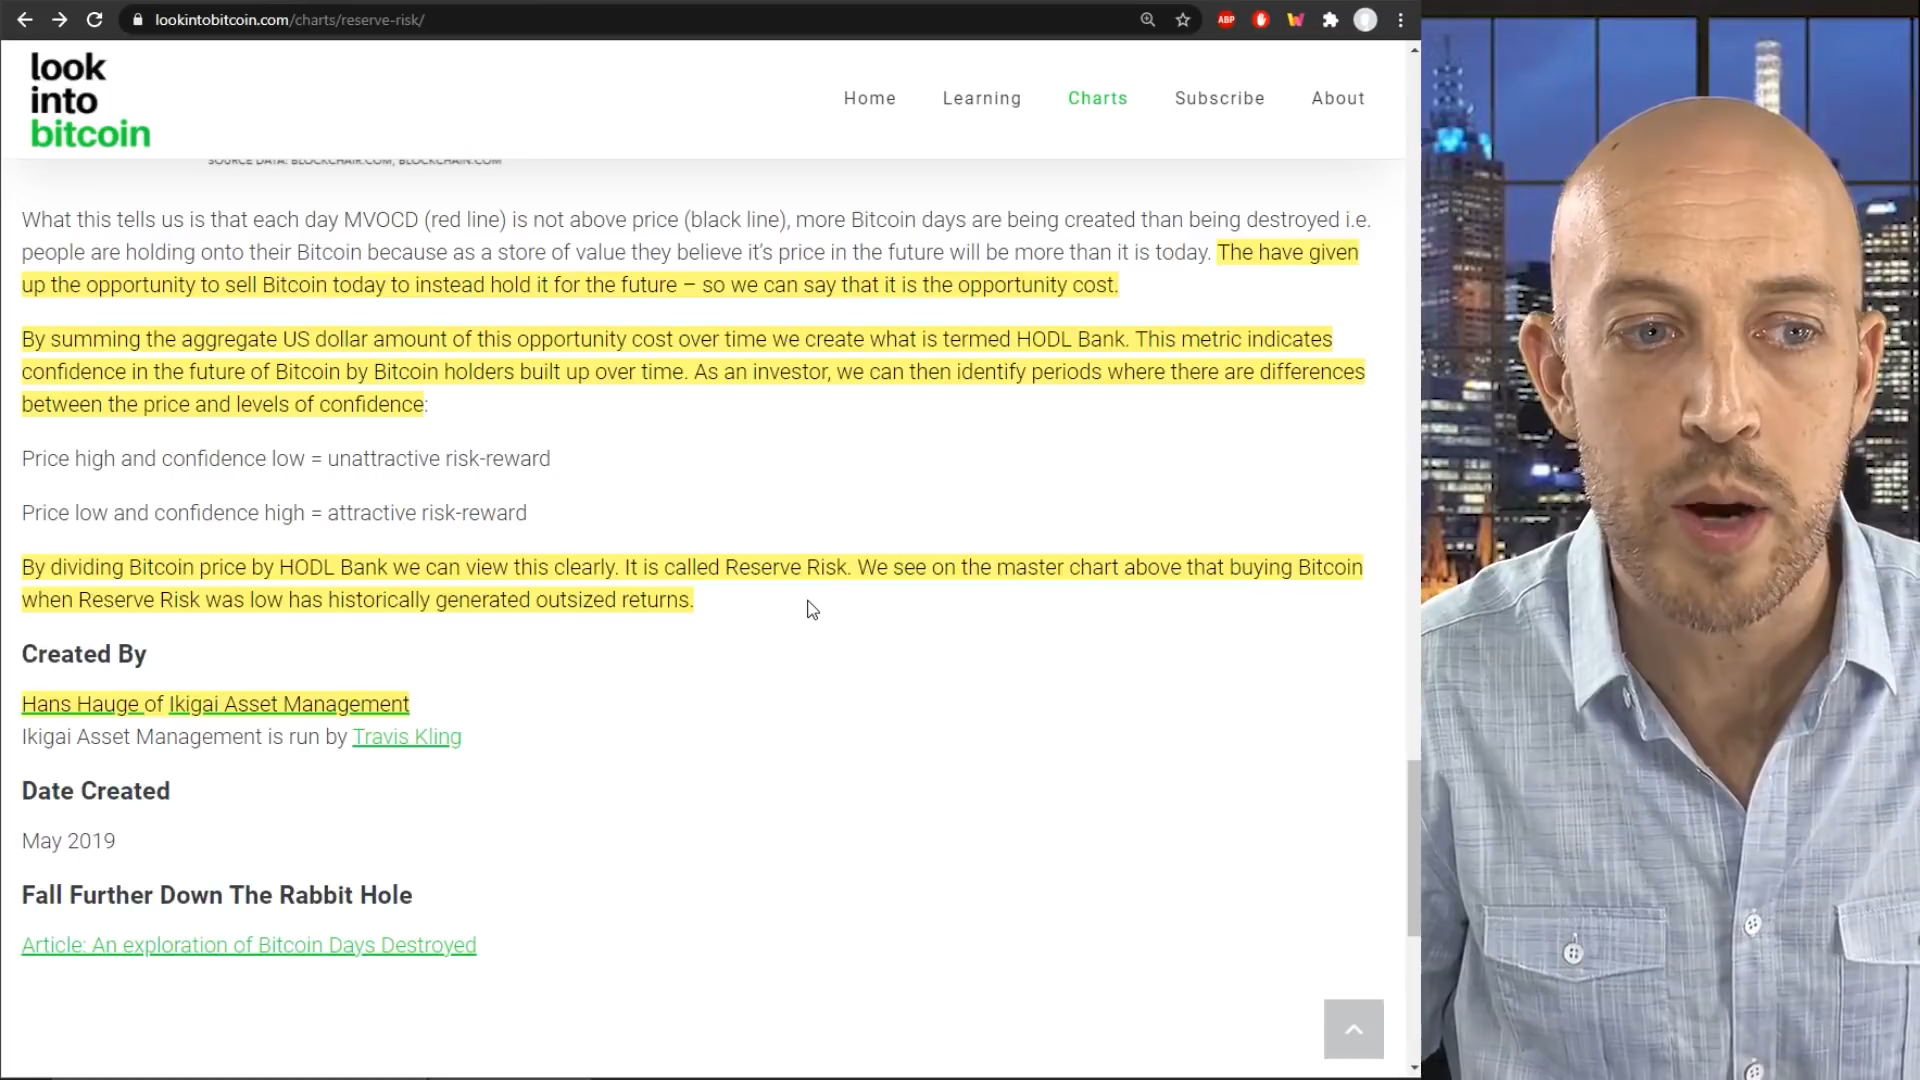 lookintobitcoin.com/charts/reserve-risk/
ABP
look
into
bitcoin
Home Learning Charts Subscribe About
SOURCE DATA: BLOCKCHAIR.COM, BLOCKCHAIN.COM
What this tells us is that each day MVOCD (red line) is not above price (black line), more Bitcoin days are being created than being destroyed i.e.
people are holding onto their Bitcoin because as a store of value they believe it’s price in the future will be more than it is today. The have given
up the opportunity to sell Bitcoin today to instead hold it for the future – so we can say that it is the opportunity cost.
By summing the aggregate US dollar amount of this opportunity cost over time we create what is termed HODL Bank. This metric indicates
confidence in the future of Bitcoin by Bitcoin holders built up over time. As an investor, we can then identify periods where there are differences
between the price and levels of confidence:
Price high and confidence low = unattractive risk-reward
Price low and confidence high = attractive risk-reward
By dividing Bitcoin price by HODL Bank we can view this clearly. It is called Reserve Risk. We see on the master chart above that buying Bitcoin
when Reserve Risk was low has historically generated outsized returns.
Created By
Hans Hauge of Ikigai Asset Management
Ikigai Asset Management is run by Travis Kling
Date Created
May 2019
Fall Further Down The Rabbit Hole
Article: An exploration of Bitcoin Days Destroyed